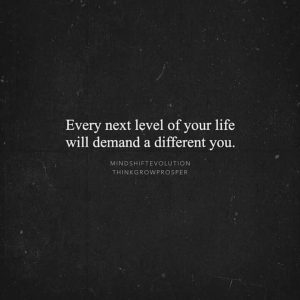 Every next level of your life
will demand a different you.
MINDSHIFTEVOLUTION
THINKGROWPROSPER